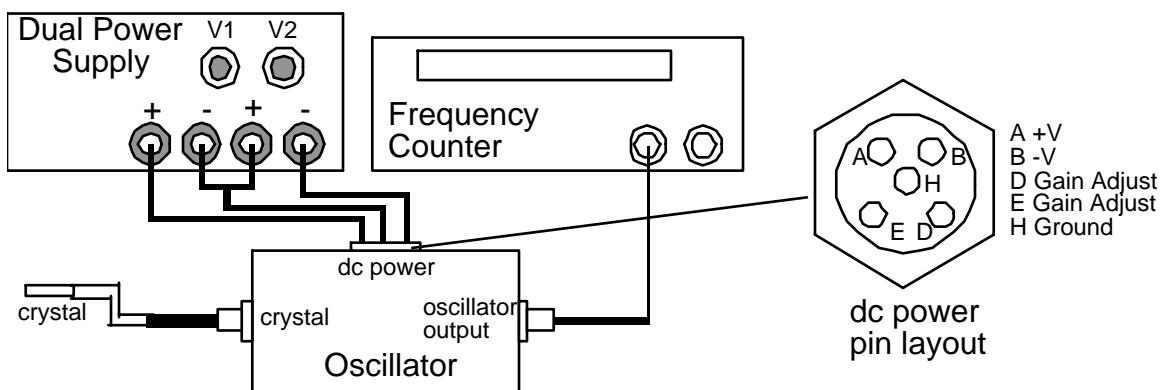 Dual Power
Supply
V1 V2
+ - + -
Frequency
Counter
A +V
B -V
D Gain Adjust
E Gain Adjust
H Ground
A B
H
E D
dc power
pin layout
dc power
crystal
crystal
oscillator
output
Oscillator